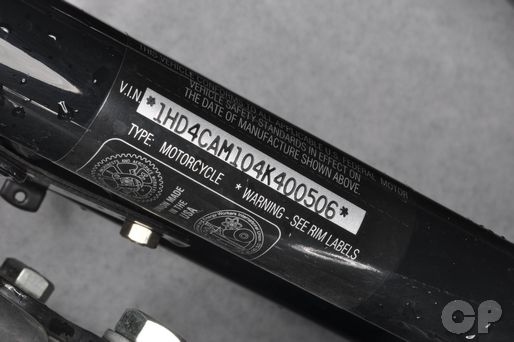 THIS VEHICLE CONFORMS TO ALL APPLICABLE U.S. FEDERAL MOTOR
VEHICLE SAFETY STANDARDS IN EFFECT ON
THE DATE OF MANUFACTURE SHOWN ABOVE.
V.I.N. *1HD4CAM104K400506*
TYPE: MOTORCYCLE * WARNING - SEE RIM LABELS
MADE
IN THE
USA
CP